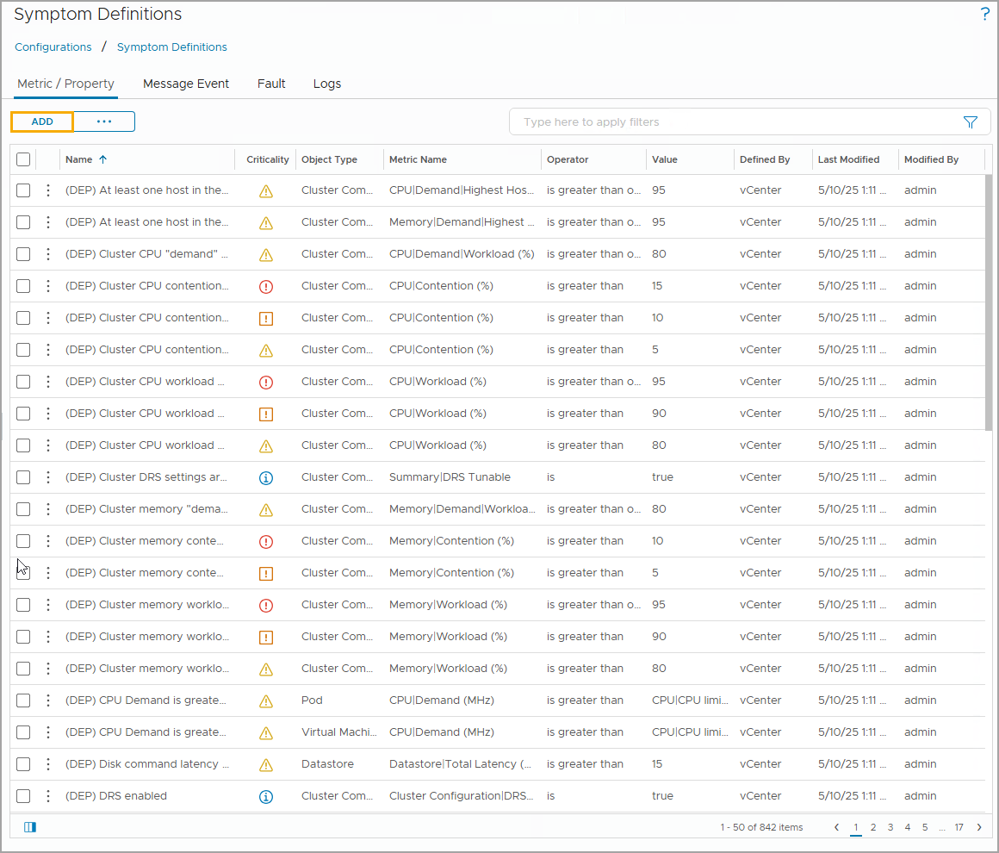 Symptom Definitions ?
Configurations / Symptom Definitions
Metric / Property Message Event Fault Logs
ADD ••• Type here to apply filters
Name Criticality Object Type Metric Name Operator Value Defined By Last Modified Modified By
(DEP) At least one host in the... Cluster Com... CPU|Demand|Highest Hos... is greater than o... 95 vCenter 5/10/25 1:11 ... admin
(DEP) At least one host in the... Cluster Com... Memory|Demand|Highest ... is greater than o... 95 vCenter 5/10/25 1:11 ... admin
(DEP) Cluster CPU "demand" ... Cluster Com... CPU|Demand|Workload (%) is greater than o... 80 vCenter 5/10/25 1:11 ... admin
(DEP) Cluster CPU contention... Cluster Com... CPU|Contention (%) is greater than 15 vCenter 5/10/25 1:11 ... admin
(DEP) Cluster CPU contention... Cluster Com... CPU|Contention (%) is greater than 10 vCenter 5/10/25 1:11 ... admin
(DEP) Cluster CPU contention... Cluster Com... CPU|Contention (%) is greater than 5 vCenter 5/10/25 1:11 ... admin
(DEP) Cluster CPU workload ... Cluster Com... CPU|Workload (%) is greater than o... 95 vCenter 5/10/25 1:11 ... admin
(DEP) Cluster CPU workload ... Cluster Com... CPU|Workload (%) is greater than 90 vCenter 5/10/25 1:11 ... admin
(DEP) Cluster CPU workload ... Cluster Com... CPU|Workload (%) is greater than 80 vCenter 5/10/25 1:11 ... admin
(DEP) Cluster DRS settings ar... Cluster Com... Summary|DRS Tunable is true vCenter 5/10/25 1:11 ... admin
(DEP) Cluster memory "dema... Cluster Com... Memory|Demand|Workloa... is greater than o... 80 vCenter 5/10/25 1:11 ... admin
(DEP) Cluster memory conte... Cluster Com... Memory|Contention (%) is greater than 10 vCenter 5/10/25 1:11 ... admin
(DEP) Cluster memory conte... Cluster Com... Memory|Contention (%) is greater than 5 vCenter 5/10/25 1:11 ... admin
(DEP) Cluster memory worklo... Cluster Com... Memory|Workload (%) is greater than o... 95 vCenter 5/10/25 1:11 ... admin
(DEP) Cluster memory worklo... Cluster Com... Memory|Workload (%) is greater than 90 vCenter 5/10/25 1:11 ... admin
(DEP) Cluster memory worklo... Cluster Com... Memory|Workload (%) is greater than 80 vCenter 5/10/25 1:11 ... admin
(DEP) CPU Demand is greate... Pod CPU|Demand (MHz) is greater than CPU|CPU limi... vCenter 5/10/25 1:11 ... admin
(DEP) CPU Demand is greate... Virtual Machi... CPU|Demand (MHz) is greater than CPU|CPU limi... vCenter 5/10/25 1:11 ... admin
(DEP) Disk command latency ... Datastore Datastore|Total Latency (... is greater than 15 vCenter 5/10/25 1:11 ... admin
(DEP) DRS enabled Cluster Com... Cluster Configuration|DRS... is true vCenter 5/10/25 1:11 ... admin
1 - 50 of 842 items 1 2 3 4 5 ... 17